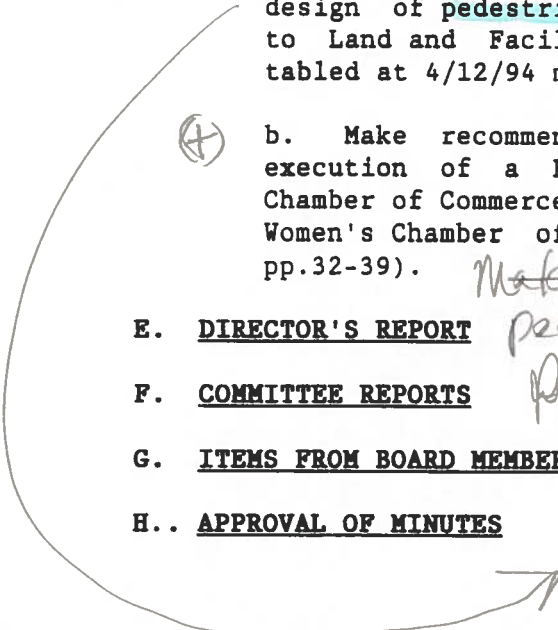 design of pedestri
to Land and Facil
tabled at 4/12/94
b. Make recommen
execution of a
Chamber of Commerce
Women's Chamber of
pp.32-39).
E. DIRECTOR'S REPORT
F. COMMITTEE REPORTS
G. ITEMS FROM BOARD MEMBER
H.. APPROVAL OF MINUTES